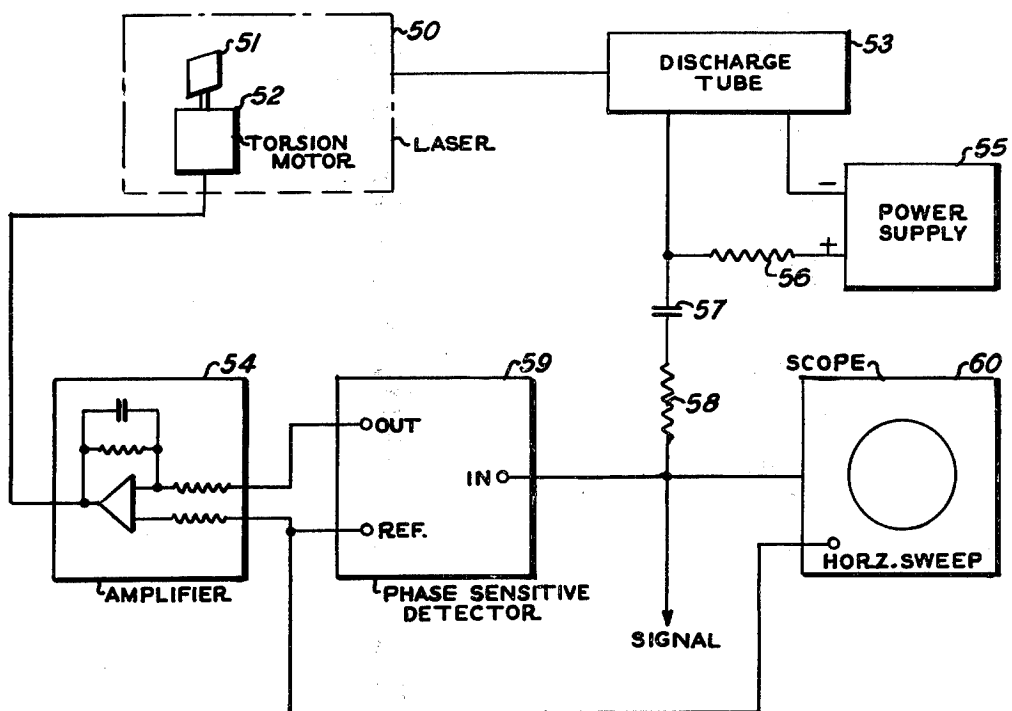 50
51
53
DISCHARGE
TUBE
52
TORSION
MOTOR
LASER
55
−
POWER
SUPPLY
+
56
57
54
59
SCOPE
60
58
OUT
IN
REF.
HORZ. SWEEP
AMPLIFIER
PHASE SENSITIVE
DETECTOR
SIGNAL